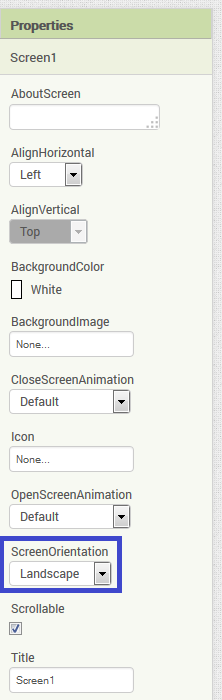 Properties
Screen1
AboutScreen
AlignHorizontal
Left
AlignVertical
Top
BackgroundColor
White
BackgroundImage
None...
CloseScreenAnimation
Default
Icon
None...
OpenScreenAnimation
Default
ScreenOrientation
Landscape
Scrollable
Title
Screen1